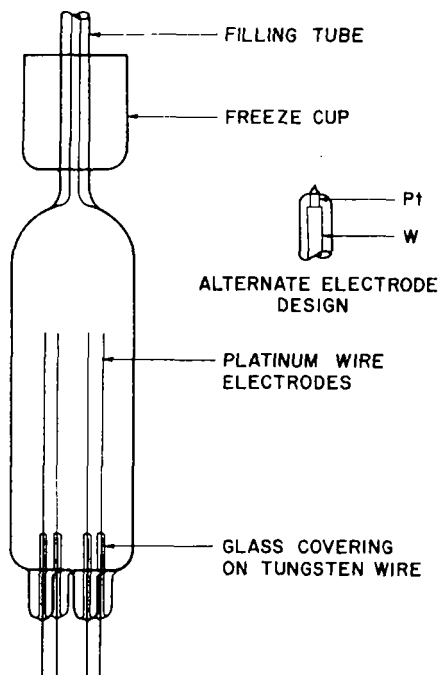 FILLING TUBE
FREEZE CUP
Pt
W
ALTERNATE ELECTRODE
DESIGN
PLATINUM WIRE
ELECTRODES
GLASS COVERING
ON TUNGSTEN WIRE